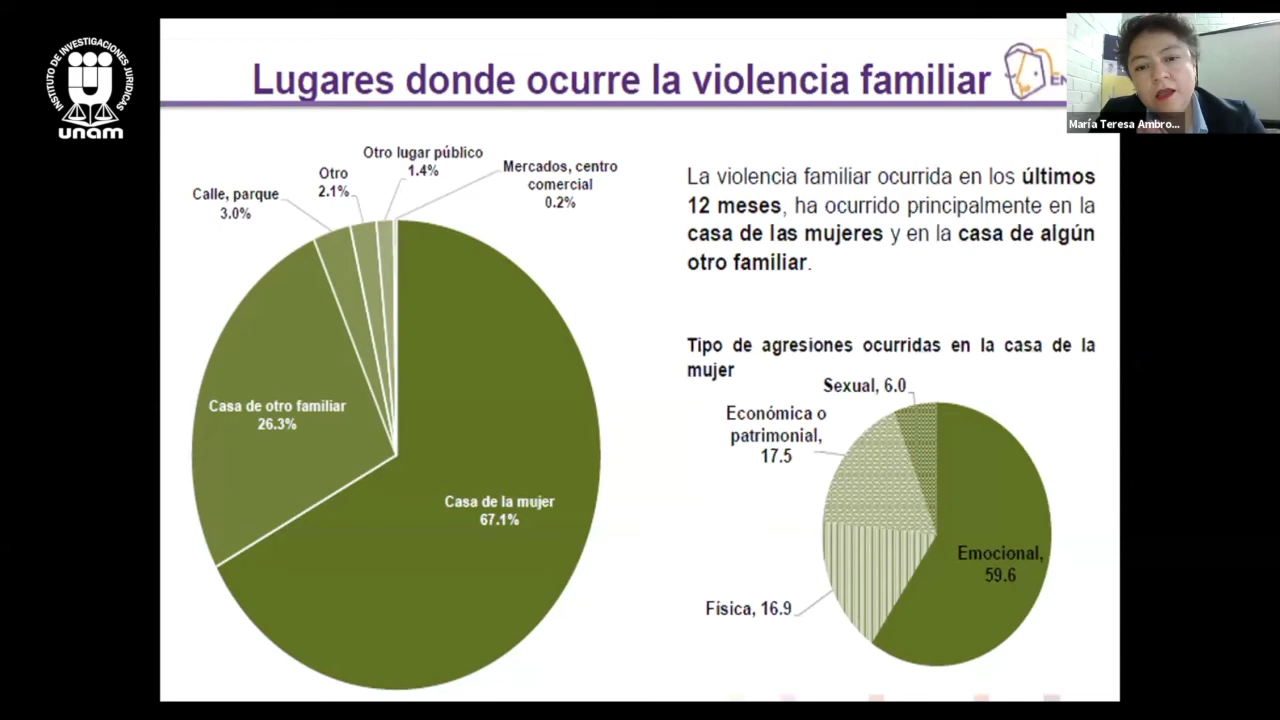 INSTITUTO DE INVESTIGACIONES JURIDICAS
UNAM
Lugares donde ocurre la violencia familiar
María Teresa Ambro...
Otro lugar público
1.4%
Mercados, centro
comercial
0.2%
Otro
2.1%
Calle, parque
3.0%
Casa de otro familiar
26.3%
Casa de la mujer
67.1%
La violencia familiar ocurrida en los últimos
12 meses, ha ocurrido principalmente en la
casa de las mujeres y en la casa de algún
otro familiar.
Tipo de agresiones ocurridas en la casa de la
mujer
Sexual, 6.0
Económica o
patrimonial,
17.5
Emocional,
59.6
Física, 16.9